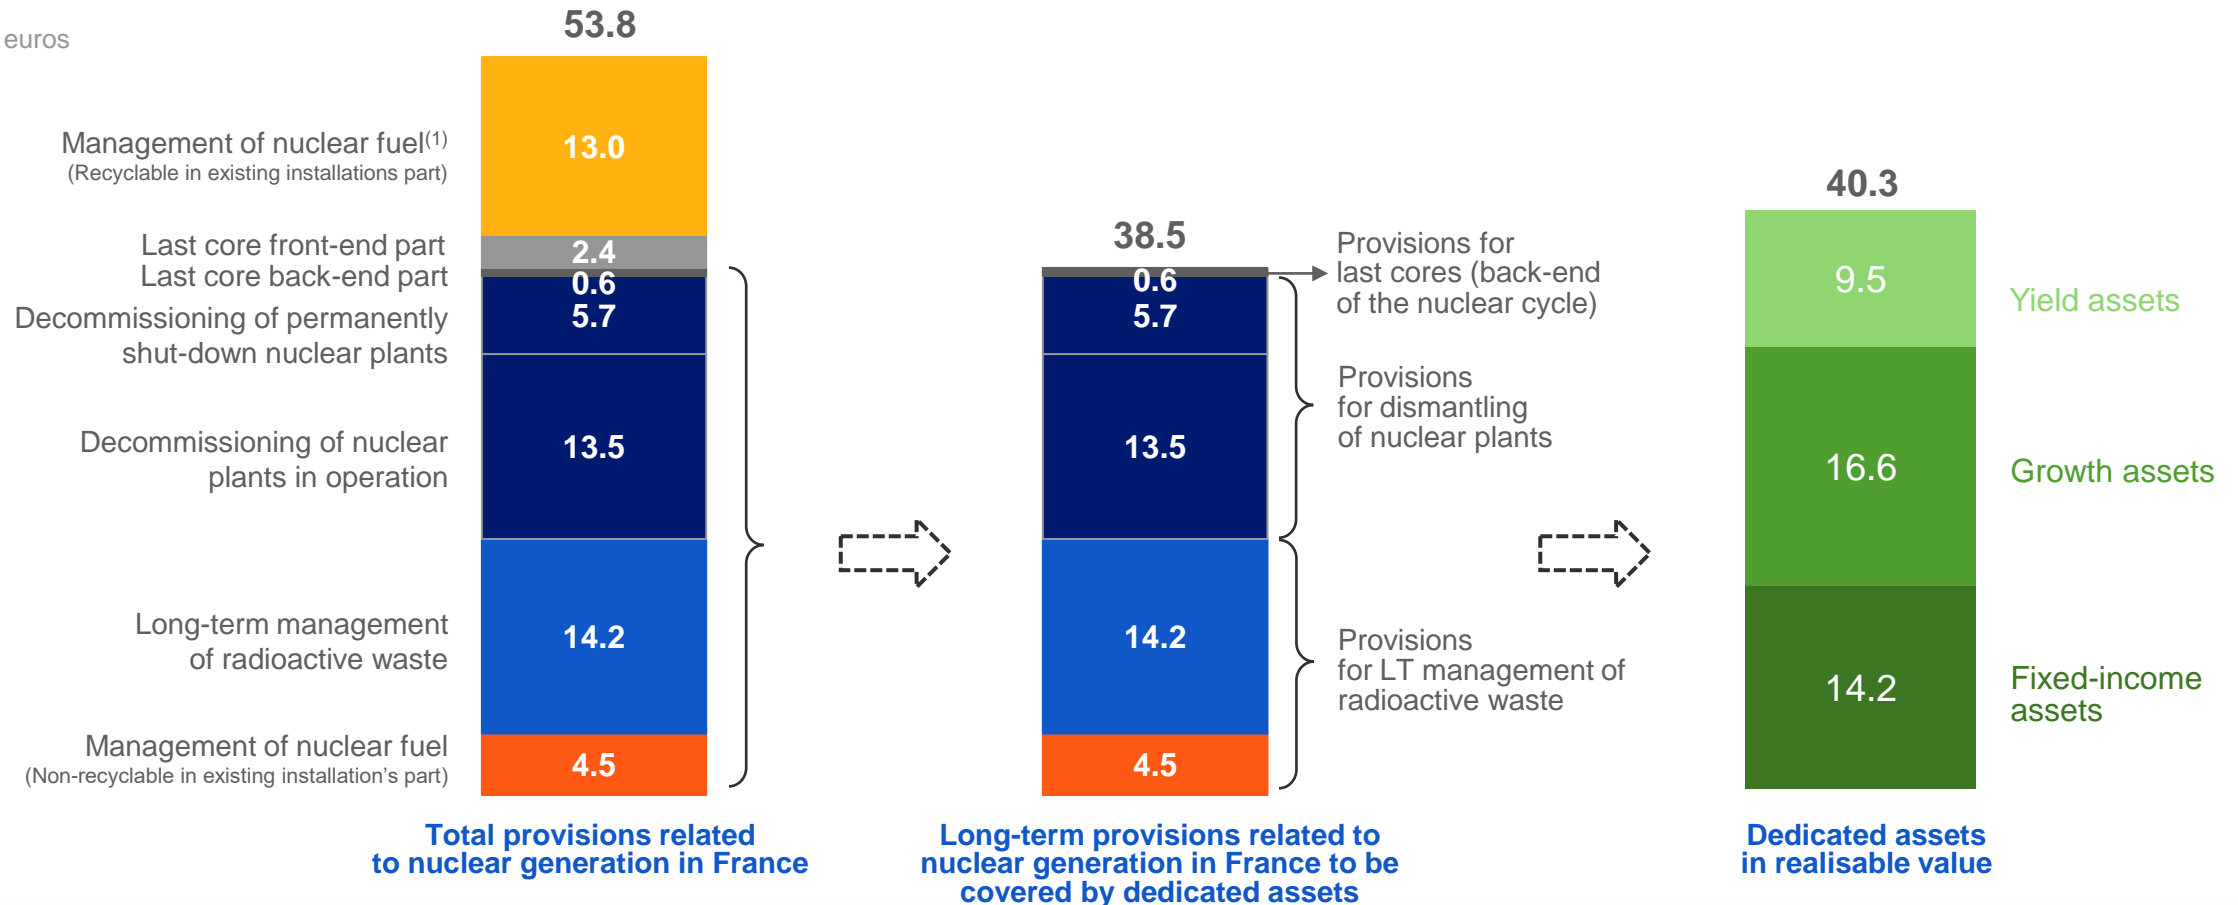 euros
53.8
Management of nuclear fuel(1)
(Recyclable in existing installations part)
13.0
Last core front-end part
2.4
Last core back-end part
0.6
Decommissioning of permanently
shut-down nuclear plants
5.7
Decommissioning of nuclear
plants in operation
13.5
Long-term management
of radioactive waste
14.2
Management of nuclear fuel
(Non-recyclable in existing installation's part)
4.5
Total provisions related
to nuclear generation in France
38.5
0.6
5.7
13.5
14.2
4.5
Provisions for
last cores (back-end
of the nuclear cycle)
Provisions
for dismantling
of nuclear plants
Provisions
for LT management of
radioactive waste
Long-term provisions related to
nuclear generation in France to be
covered by dedicated assets
40.3
9.5
Yield assets
16.6
Growth assets
14.2
Fixed-income
assets
Dedicated assets
in realisable value